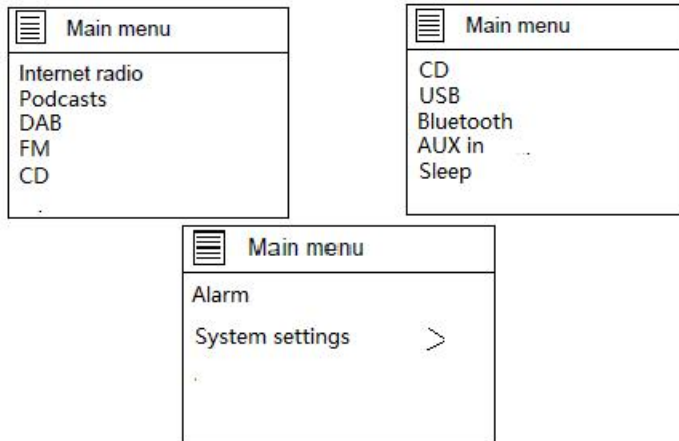 Main menu
Internet radio
Podcasts
DAB
FM
CD
Main menu
CD
USB
Bluetooth
AUX in
Sleep
Main menu
Alarm
System settings >